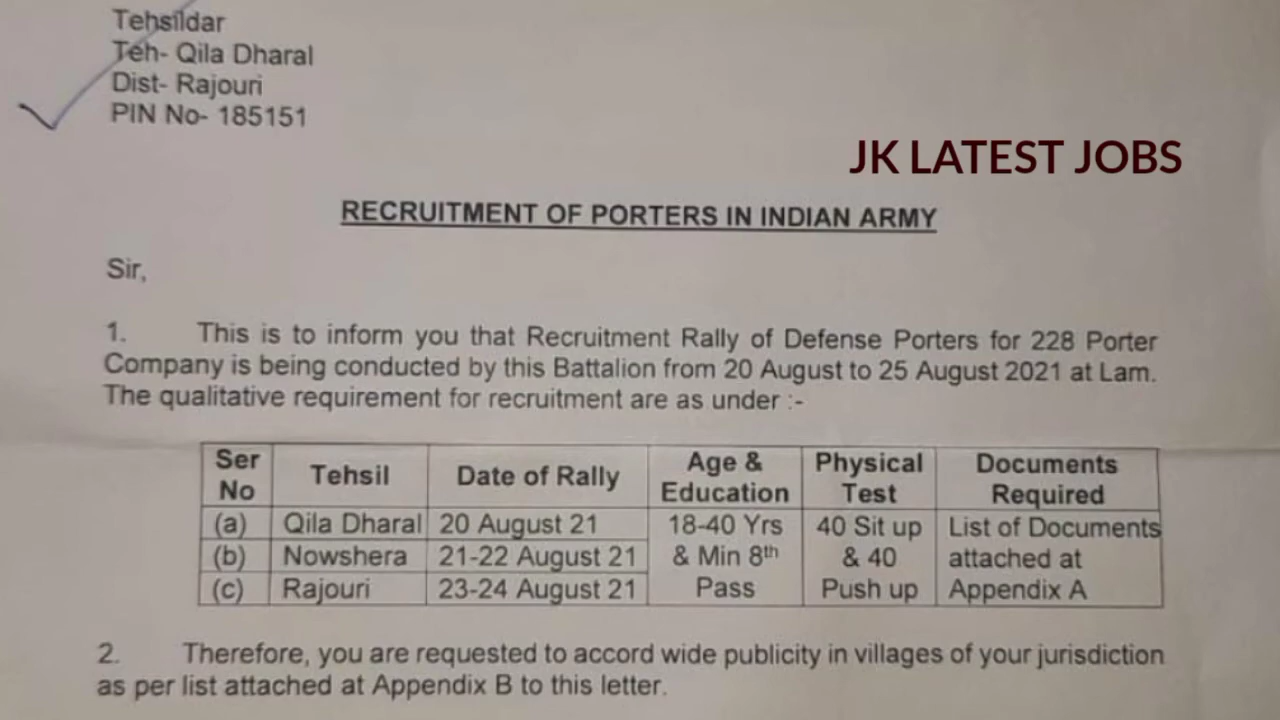 Tehsildar
Teh- Qila Dharal
Dist- Rajouri
PIN No- 185151
JK LATEST JOBS
RECRUITMENT OF PORTERS IN INDIAN ARMY
Sir,
1. This is to inform you that Recruitment Rally of Defense Porters for 228 Porter
Company is being conducted by this Battalion from 20 August to 25 August 2021 at Lam.
The qualitative requirement for recruitment are as under :-
Ser No Tehsil Date of Rally Age & Education Physical Test Documents Required
(a) Qila Dharal 20 August 21 18-40 Yrs 40 Sit up List of Documents
(b) Nowshera 21-22 August 21 & Min 8th & 40 attached at
(c) Rajouri 23-24 August 21 Pass Push up Appendix A
2. Therefore, you are requested to accord wide publicity in villages of your jurisdiction
as per list attached at Appendix B to this letter.